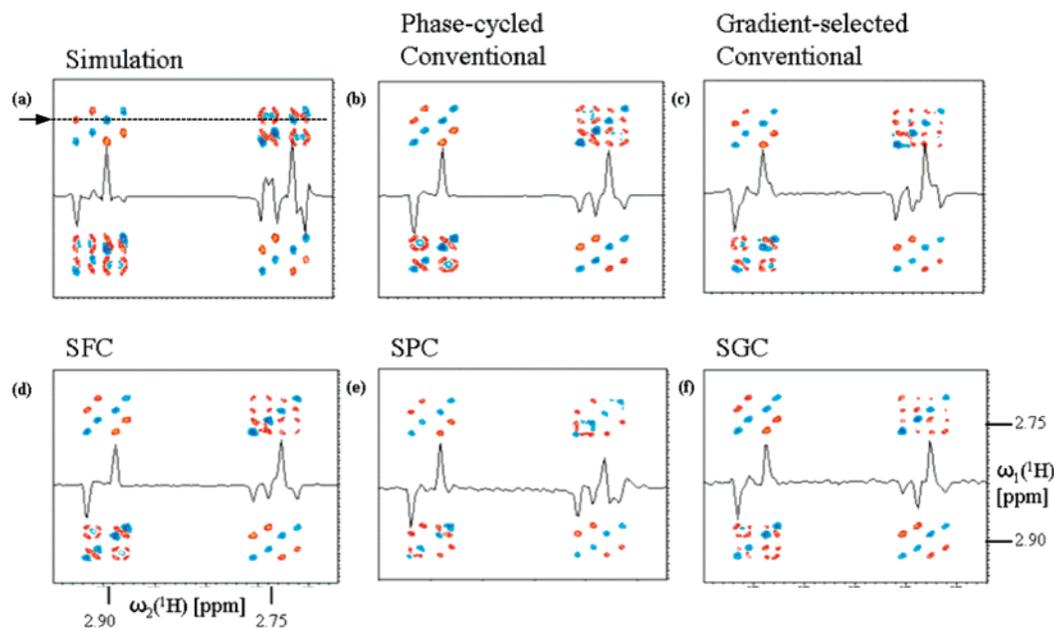 Simulation
Phase-cycled
Conventional
Gradient-selected
Conventional
(a)
(b)
(c)
SFC
SPC
SGC
(d)
(e)
(f)
2.75
ω₁(¹H)
[ppm]
2.90
ω₂(¹H) [ppm]
2.90
2.75